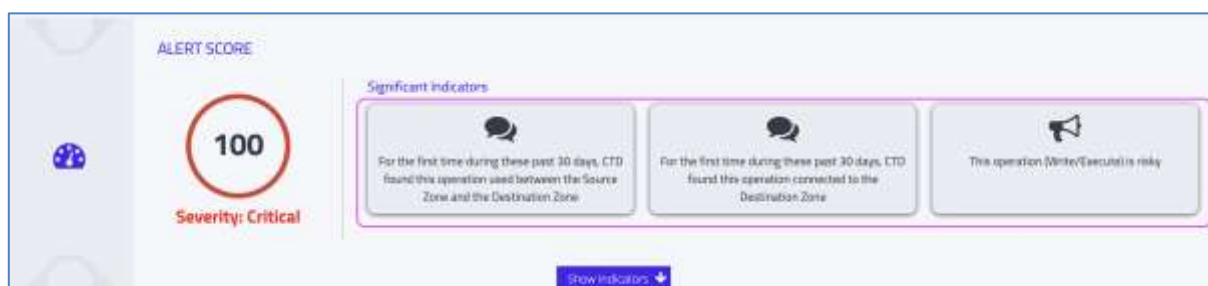 ALERT SCORE
Significant Indicators
100
Severity: Critical
For the first time during these past 30 days, CTD
found this operation used between the Source
Zone and the Destination Zone
For the first time during these past 30 days, CTD
found this operation connected to the
Destination Zone
This operation (Write/Execute) is risky
Show indicators